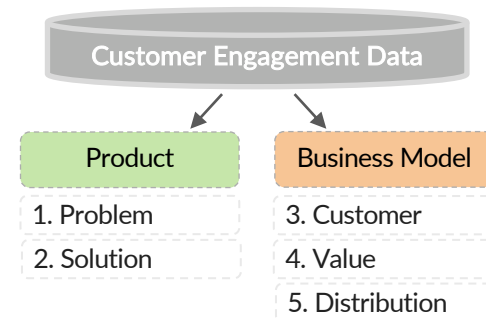 Customer Engagement Data
Product
1. Problem
2. Solution
Business Model
3. Customer
4. Value
5. Distribution